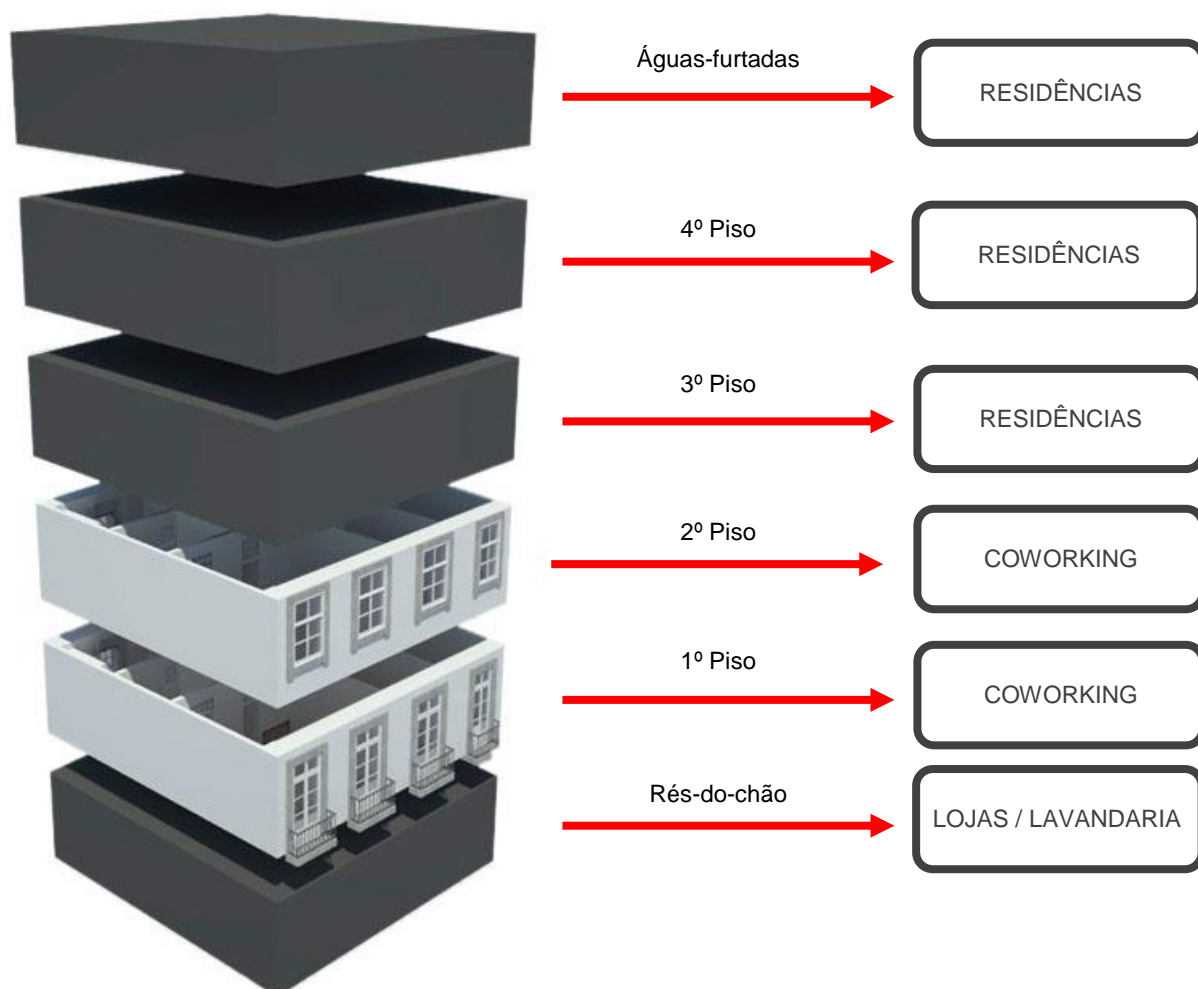 Águas-furtadas
RESIDÊNCIAS
4º Piso
RESIDÊNCIAS
3º Piso
RESIDÊNCIAS
2º Piso
COWORKING
1º Piso
COWORKING
Rés-do-chão
LOJAS / LAVANDARIA